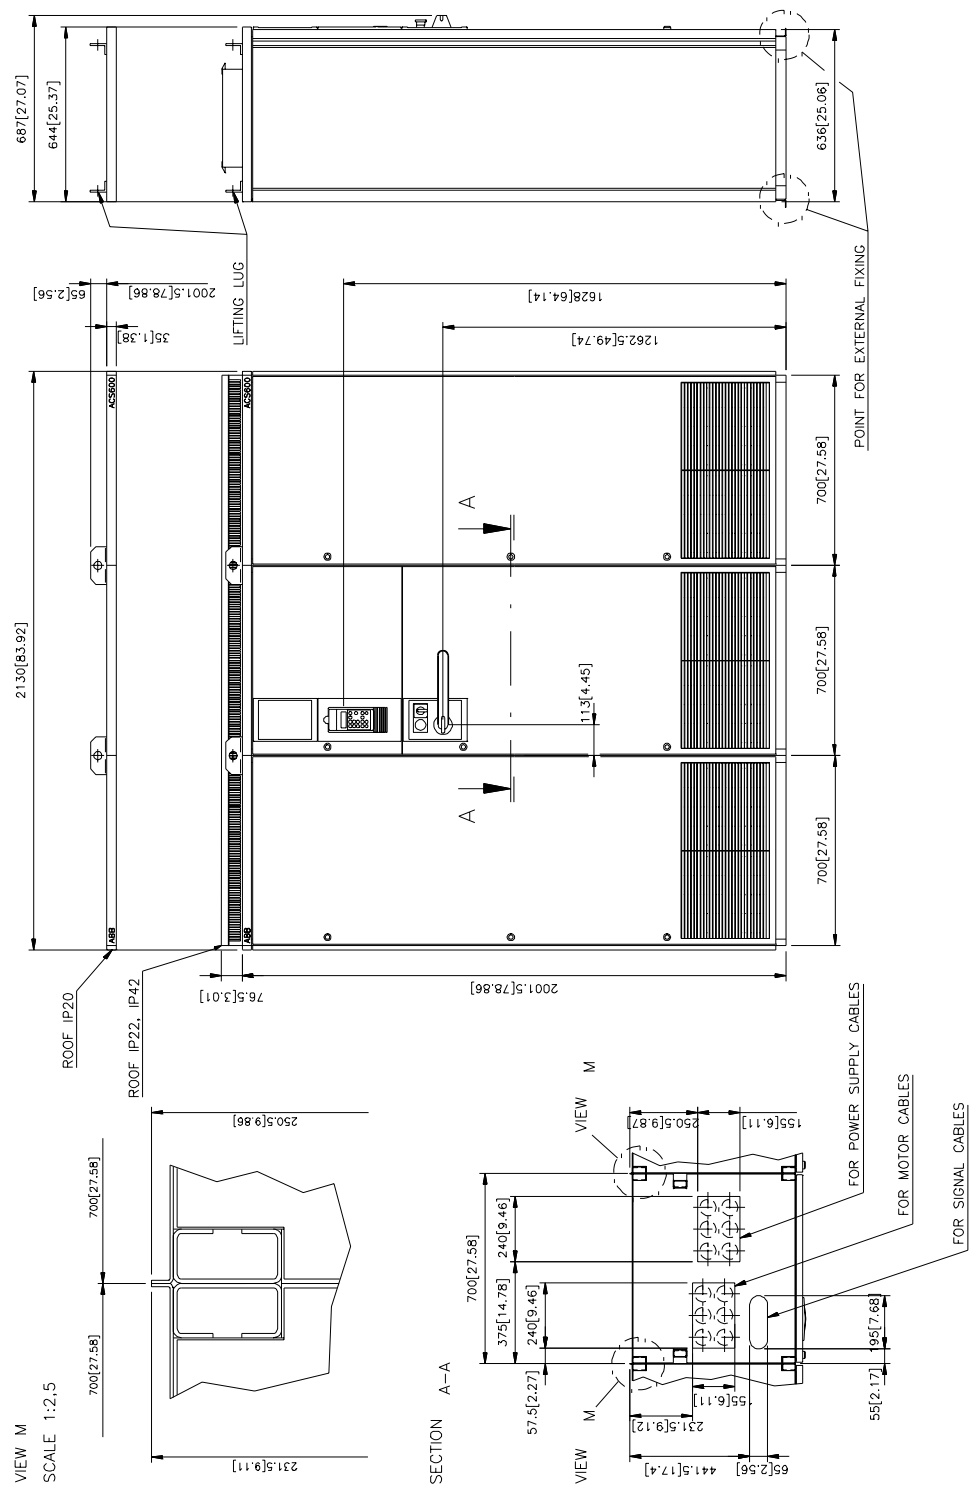 687[27.07]
644[25.37]
636[25.06]
LIFTING LUG
POINT FOR EXTERNAL FIXING
65[2.56]
2001.5[78.86]
35[1.38]
1628[64.14]
1262.5[49.74]
2130[83.92]
ACS600
ACS600
ABB
ABB
A
A
113[4.45]
700[27.58]
700[27.58]
700[27.58]
ROOF IP20
ROOF IP22, IP42
76.5[3.01]
2001.5[78.86]
VIEW M
SCALE 1:2,5
700[27.58]
700[27.58]
250.5[9.86]
231.5[9.11]
SECTION A-A
VIEW M
VIEW M
700[27.58]
375[14.78]
240[9.46]
240[9.46]
57.5[2.27]
250.5[9.87]
155[6.11]
155[6.11]
231.5[9.12]
441.5[17.4]
65[2.56]
195[7.68]
55[2.17]
FOR POWER SUPPLY CABLES
FOR MOTOR CABLES
FOR SIGNAL CABLES